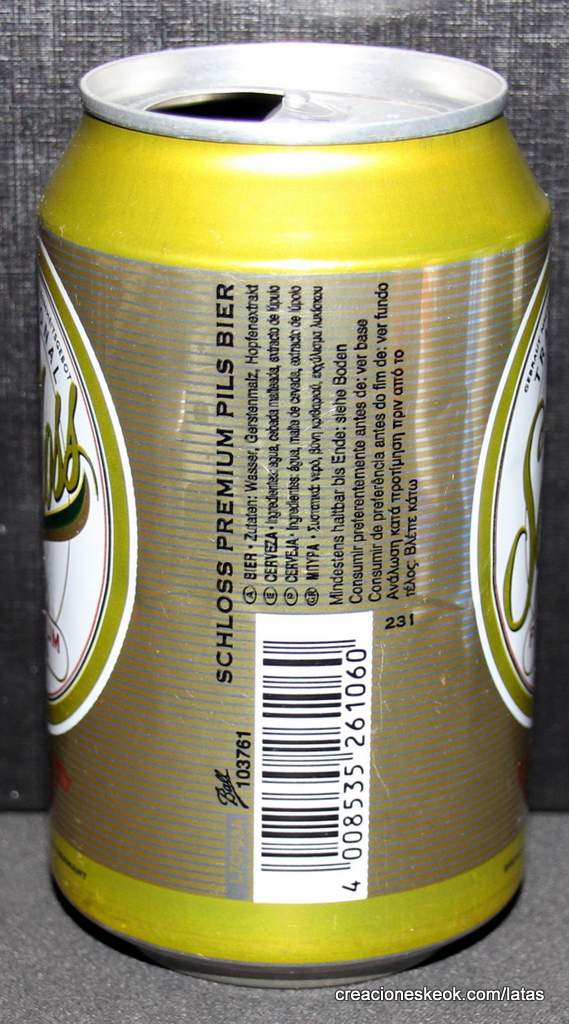 SCHLOSS PREMIUM PILS BIER
Ⓐ BIER • Zutaten: Wasser, Gerstenmalz, Hopfenextrakt
Ⓔ CERVEZA • Ingredientes: agua, cebada malteada, extracto de lúpulo
Ⓟ CERVEJA • Ingredientes: água, malte de cevada, extracto de lúpolo
GR ΜΠΥΡΑ • Συστατικά: νερό, βύνη κριθαριού, εκχύλισμα λυκίσκου
Mindestens haltbar bis Ende: siehe Boden
Consumir preferentemente antes de: ver base
Consumir de preferência antes do fim de: ver fundo
Ανάλωση κατά προτίμηση πριν από το
τέλος: Βλέπε κάτω
231
Ball
103761
4 008535 261060
creacioneskeok.com/latas